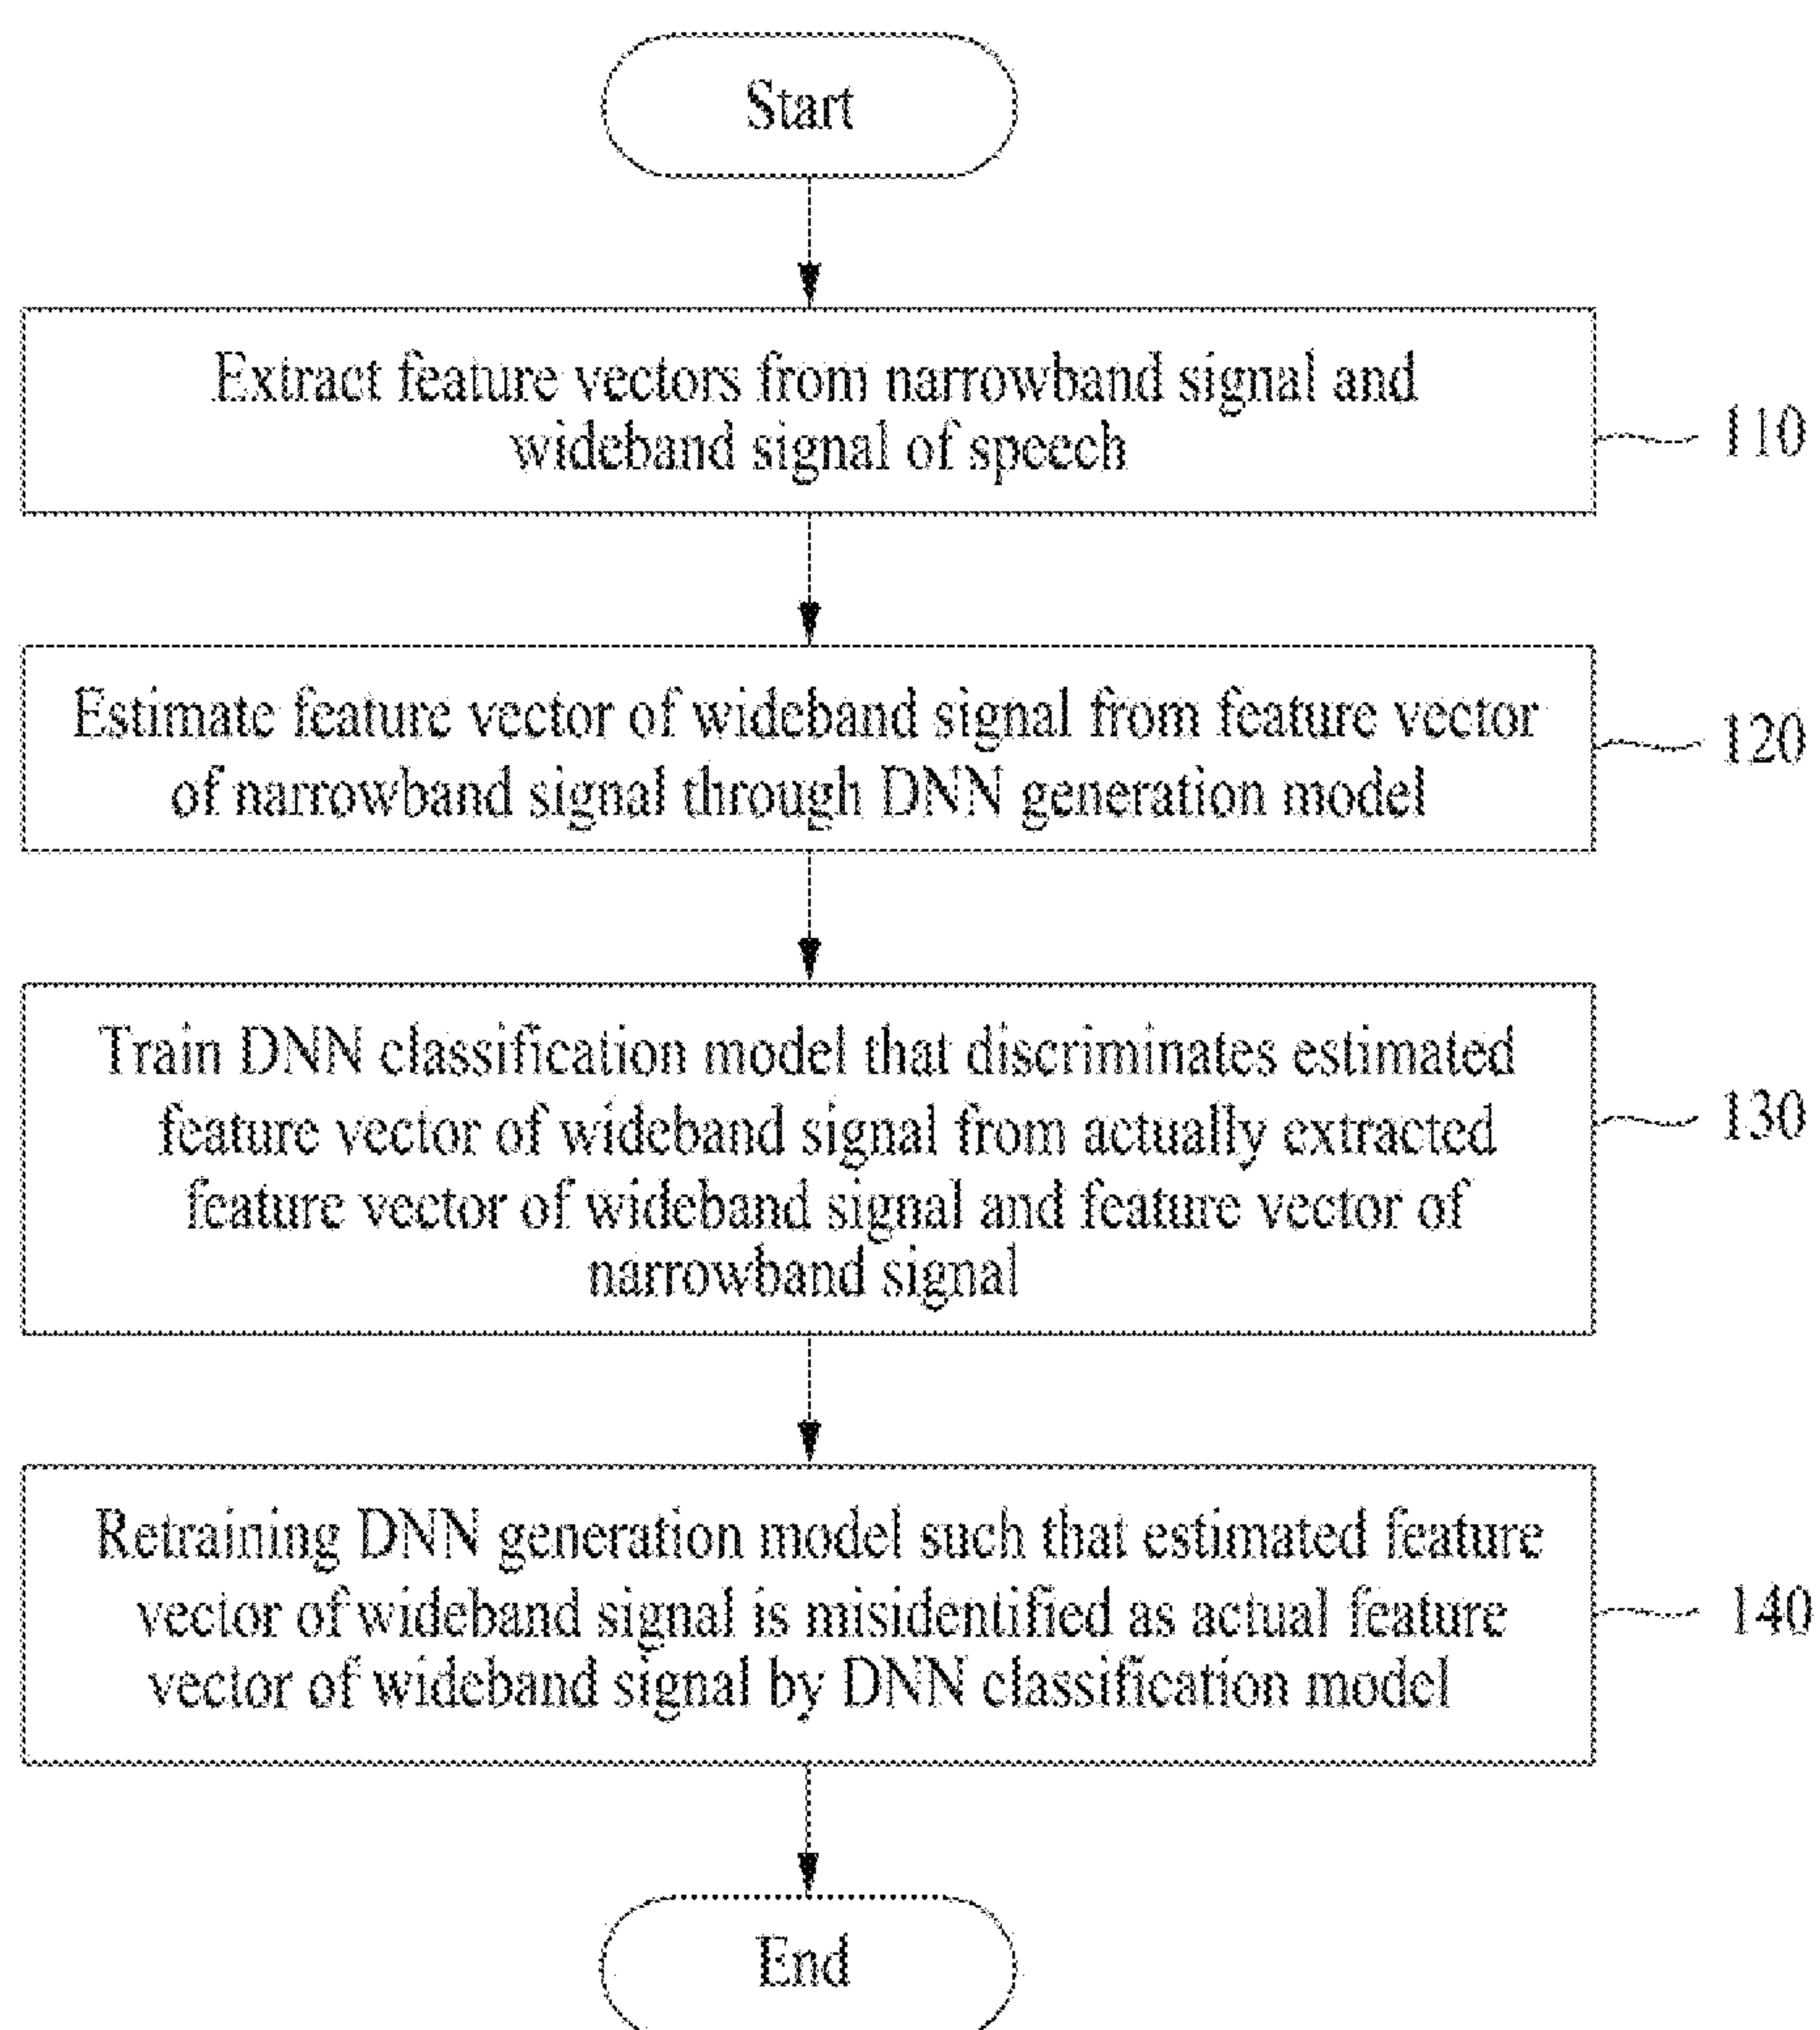 Start
Extract feature vectors from narrowband signal and
wideband signal of speech
110
Estimate feature vector of wideband signal from feature vector
of narrowband signal through DNN generation model
120
Train DNN classification model that discriminates estimated
feature vector of wideband signal from actually extracted
feature vector of wideband signal and feature vector of
narrowband signal
130
Retraining DNN generation model such that estimated feature
vector of wideband signal is misidentified as actual feature
vector of wideband signal by DNN classification model
140
End